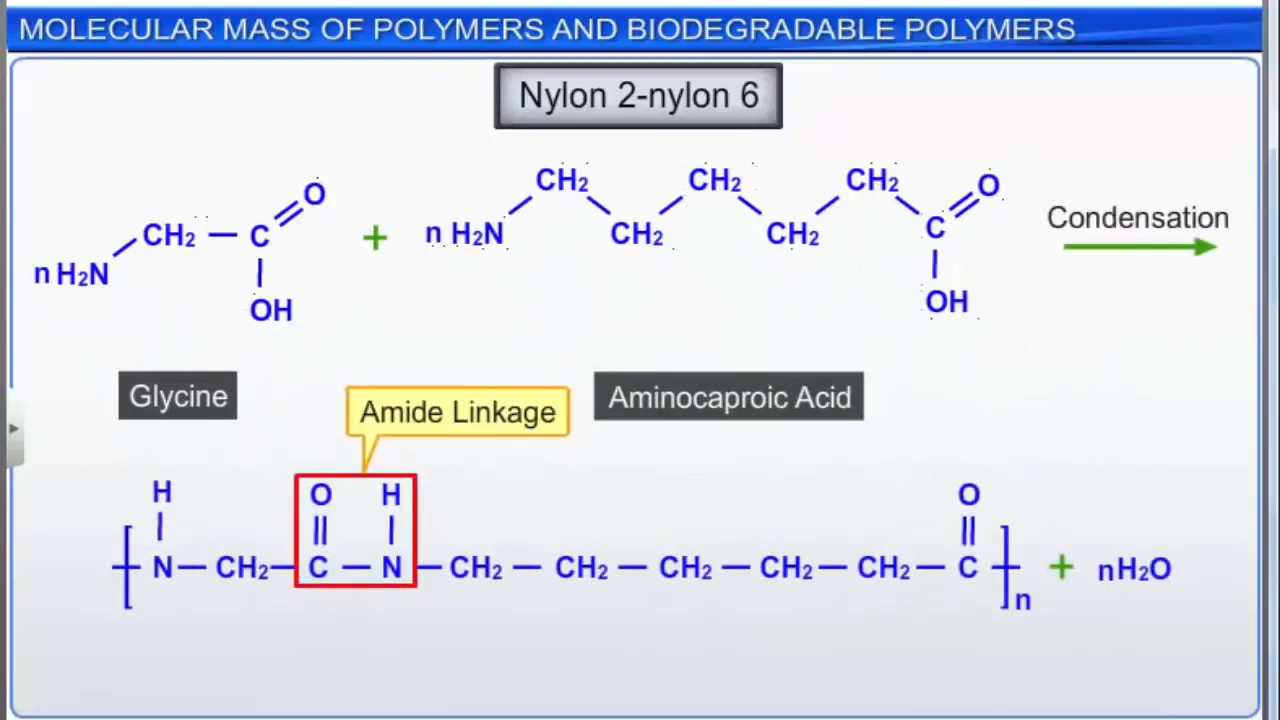 MOLECULAR MASS OF POLYMERS AND BIODEGRADABLE POLYMERS
Nylon 2-nylon 6
CH2 CH2 CH2 O
O
CH2 — C + n H2N CH2 CH2 C Condensation
n H2N
OH OH
Glycine Aminocaproic Acid
Amide Linkage
H O H O
[ N — CH2 — C — N — CH2 — CH2 — CH2 — CH2 — CH2 — C ]n + nH2O